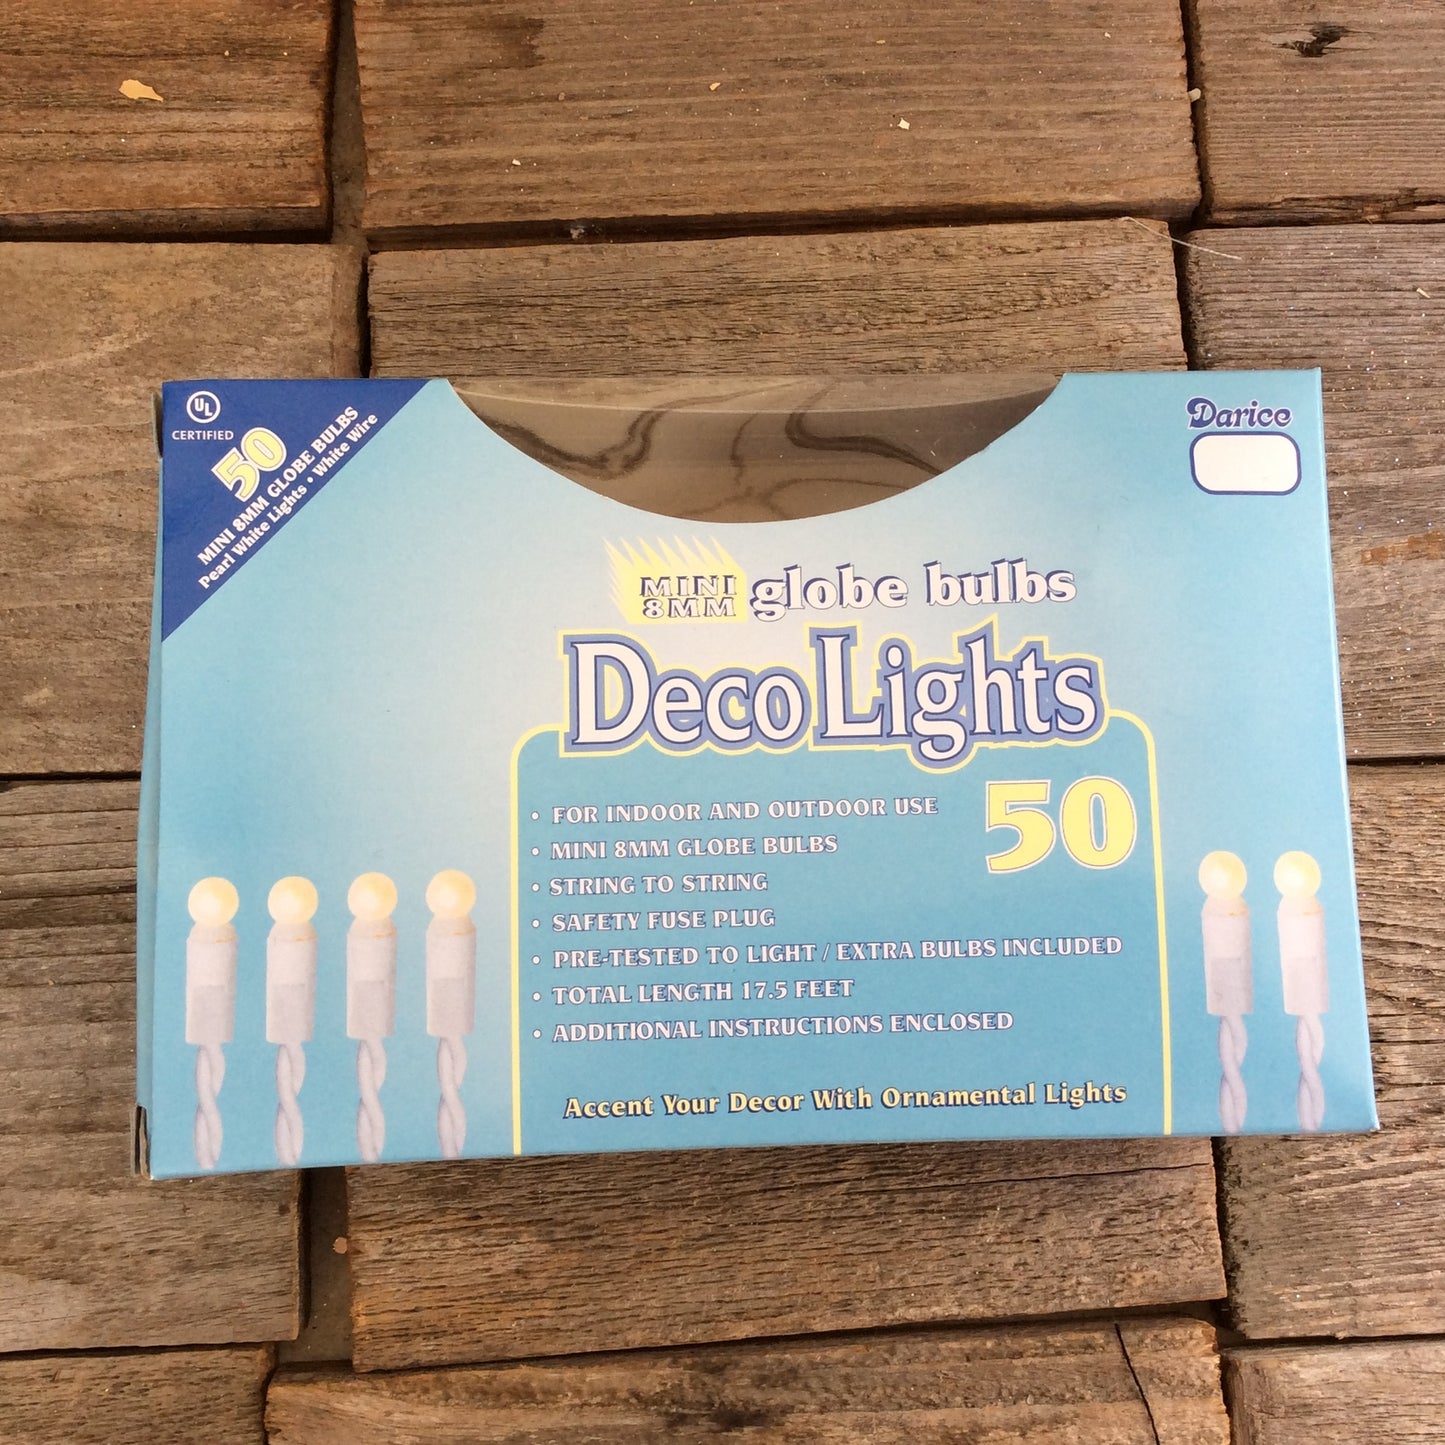 UL
CERTIFIED
50
MINI 8MM GLOBE BULBS
Pearl White Lights • White Wire
Darice
MINI
8MM
globe bulbs
Deco Lights
50
• FOR INDOOR AND OUTDOOR USE
• MINI 8MM GLOBE BULBS
• STRING TO STRING
• SAFETY FUSE PLUG
• PRE-TESTED TO LIGHT / EXTRA BULBS INCLUDED
• TOTAL LENGTH 17.5 FEET
• ADDITIONAL INSTRUCTIONS ENCLOSED
Accent Your Decor With Ornamental Lights